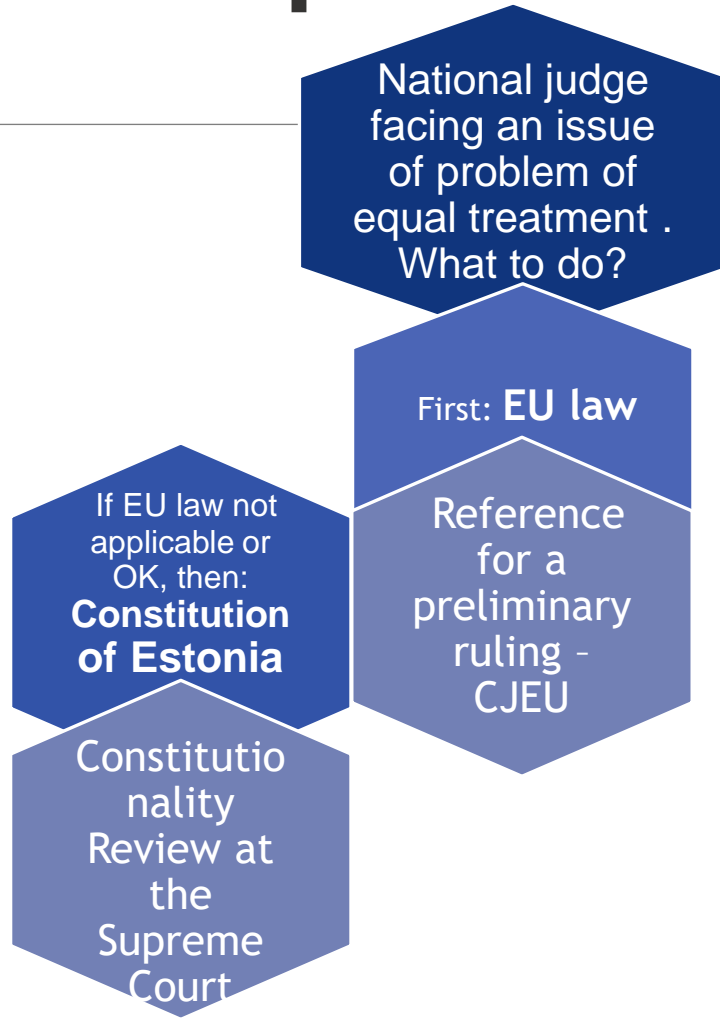 National judge
facing an issue
of problem of
equal treatment .
What to do?
First: EU law
Reference
for a
preliminary
ruling –
CJEU
If EU law not
applicable or
OK, then:
Constitution
of Estonia
Constitutio
nality
Review at
the
Supreme
Court